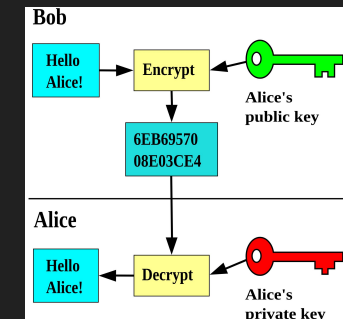 Bob
Hello
Alice!
Encrypt
Alice's
public key
6EB69570
08E03CE4
Alice
Hello
Alice!
Decrypt
Alice's
private key